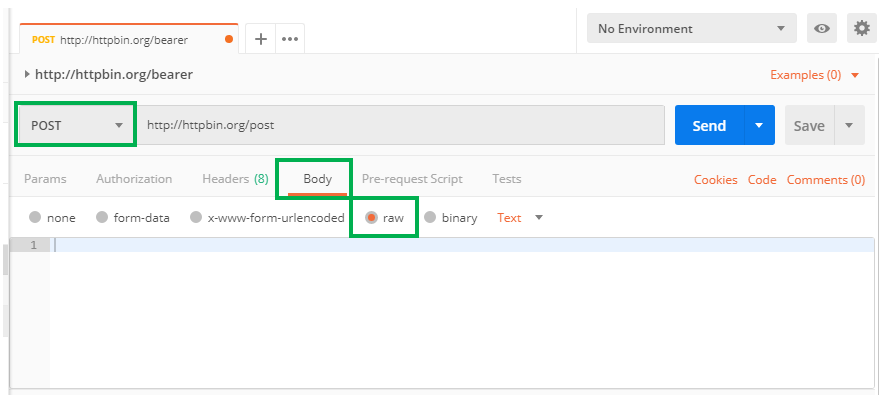 POST http://httpbin.org/bearer + ••• No Environment
http://httpbin.org/bearer Examples (0)
POST http://httpbin.org/post Send Save
Params Authorization Headers (8) Body Pre-request Script Tests Cookies Code Comments (0)
none form-data x-www-form-urlencoded raw binary Text
1